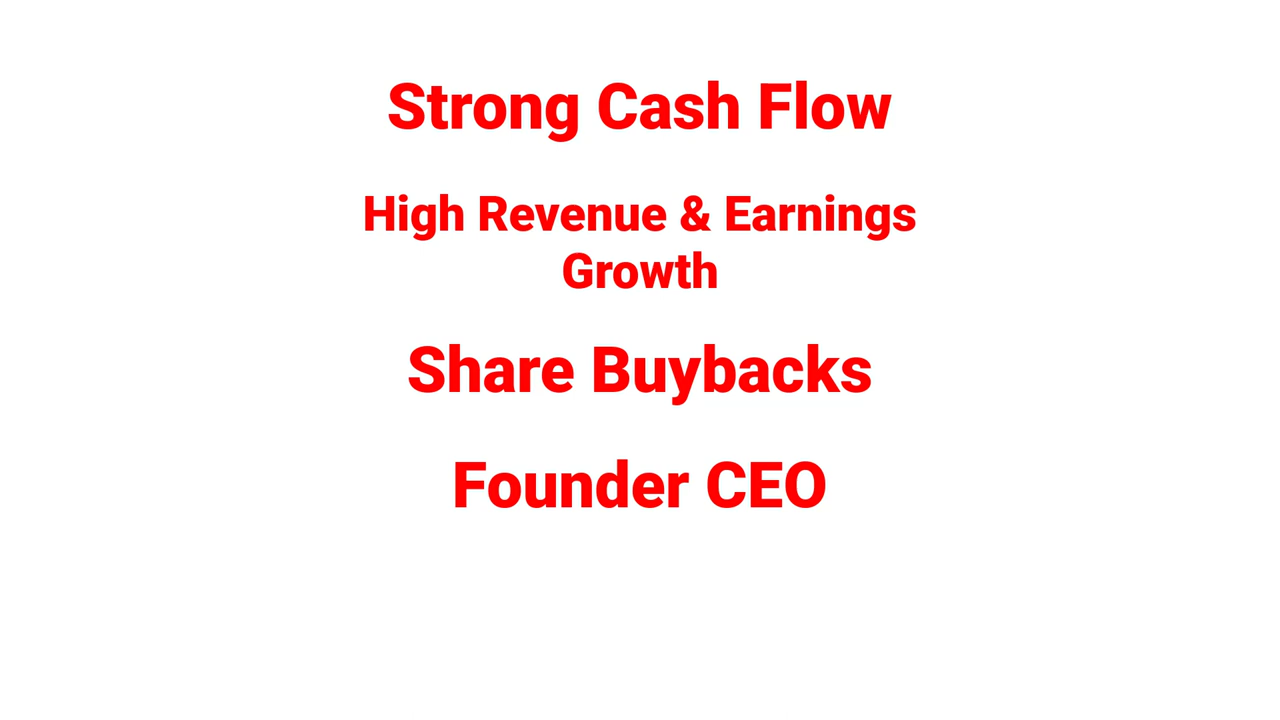 Strong Cash Flow
High Revenue & Earnings
Growth
Share Buybacks
Founder CEO